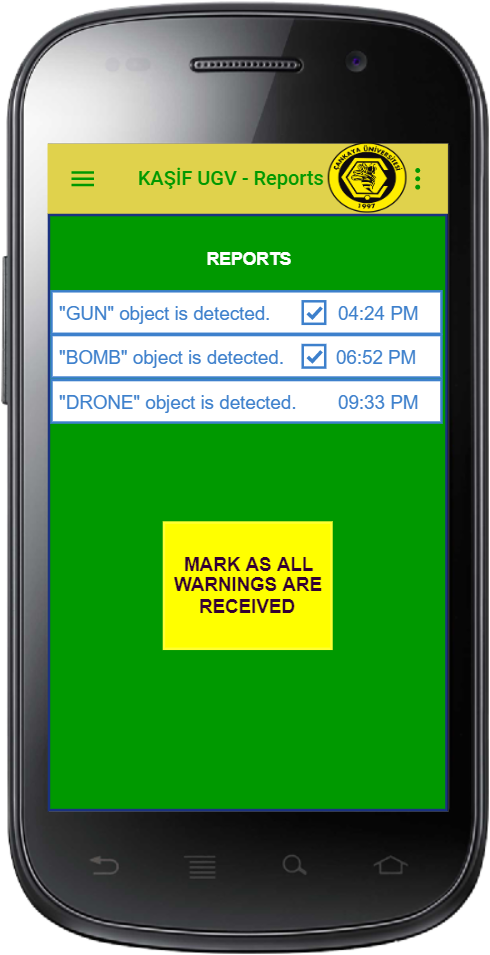 KAŞİF UGV - Reports
ÇANKAYA ÜNİVERSİTESİ
1997
REPORTS
"GUN" object is detected. 04:24 PM
"BOMB" object is detected. 06:52 PM
"DRONE" object is detected. 09:33 PM
MARK AS ALL
WARNINGS ARE
RECEIVED